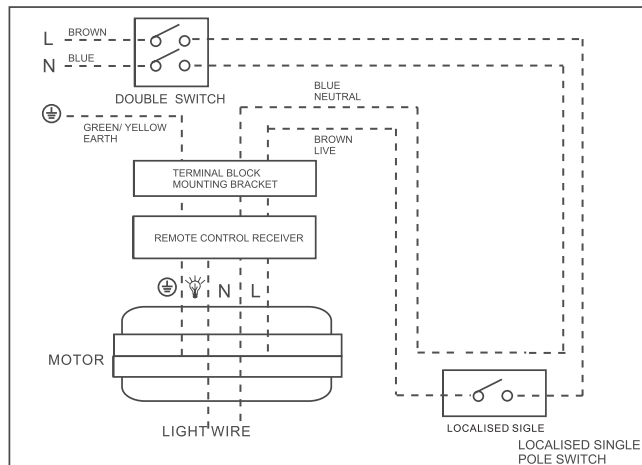 L BROWN
N BLUE
DOUBLE SWITCH
GREEN/ YELLOW
EARTH
BLUE
NEUTRAL
BROWN
LIVE
TERMINAL BLOCK
MOUNTING BRACKET
REMOTE CONTROL RECEIVER
N L
MOTOR
LIGHT WIRE
LOCALISED SIGLE
LOCALISED SINGLE
POLE SWITCH